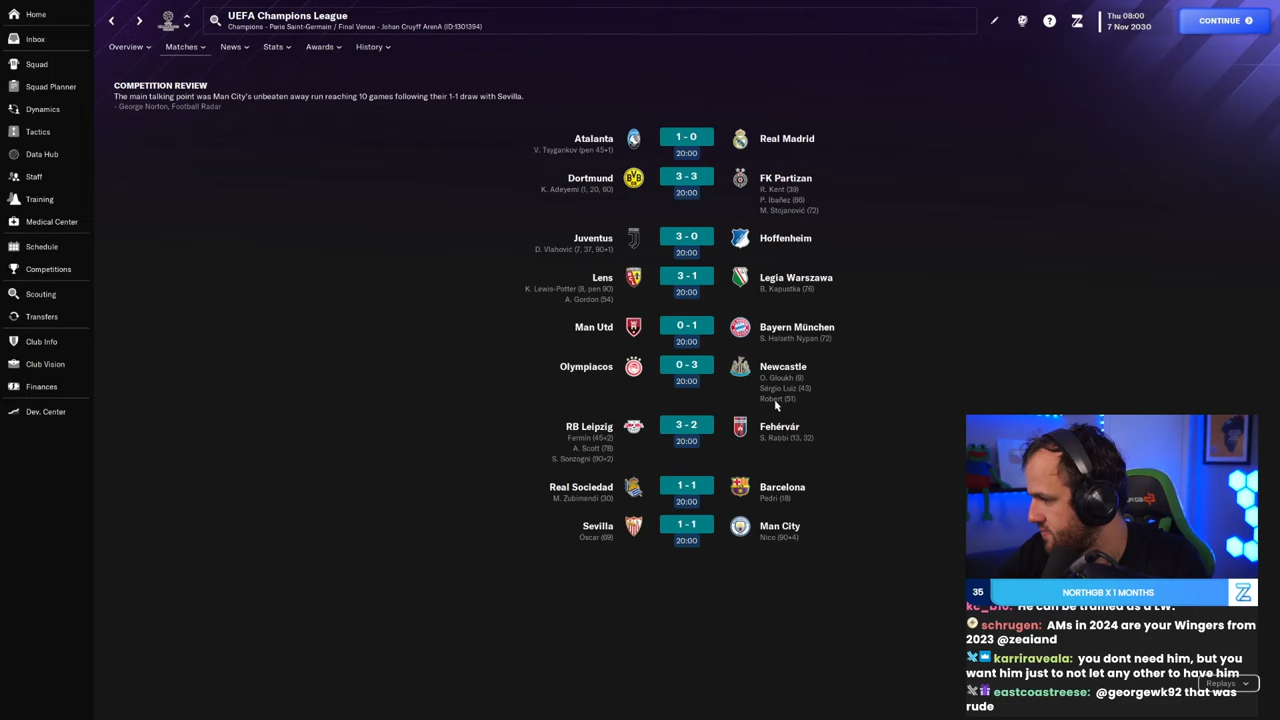 Home
Inbox
Squad
Squad Planner
Dynamics
Tactics
Data Hub
Staff
Training
Medical Center
Schedule
Competitions
Scouting
Transfers
Club Info
Club Vision
Finances
Dev. Center
UEFA Champions League
Champions - Paris Saint-Germain / Final Venue - Johan Cruyff ArenA (ID:1301394)
Thu 08:00
7 Nov 2030
CONTINUE
Overview
Matches
News
Stats
Awards
History
COMPETITION REVIEW
The main talking point was Man City's unbeaten away run reaching 10 games following their 1-1 draw with Sevilla.
- George Norton, Football Radar
Atalanta 1 - 0 Real Madrid
V. Tsygankov (pen 45+1) 20:00
Dortmund 3 - 3 FK Partizan
K. Adeyemi (1, 20, 60) 20:00 R. Kent (39)
P. Ibañez (66)
M. Stojanović (72)
Juventus 3 - 0 Hoffenheim
D. Vlahović (7, 37, 90+1) 20:00
Lens 3 - 1 Legia Warszawa
K. Lewis-Potter (8, pen 90) 20:00 B. Kapustka (76)
A. Gordon (54)
Man Utd 0 - 1 Bayern München
20:00 S. Halseth Nypan (72)
Olympiacos 0 - 3 Newcastle
20:00 O. Gloukh (9)
Sérgio Luiz (43)
Robert (51)
RB Leipzig 3 - 2 Fehérvár
Fermín (45+2) 20:00 S. Rabbi (13, 32)
A. Scott (78)
S. Sonzogni (90+2)
Real Sociedad 1 - 1 Barcelona
M. Zubimendi (30) 20:00 Pedri (18)
Sevilla 1 - 1 Man City
Óscar (69) 20:00 Nico (90+4)
35 NORTHGB X 1 MONTHS
He can be trained as a LW.
schrugen: AMs in 2024 are your Wingers from
2023 @zealand
karriraveala: you dont need him, but you
want him just to not let any other to have him
Replays
eastcoastreese: @georgewk92 that was
rude